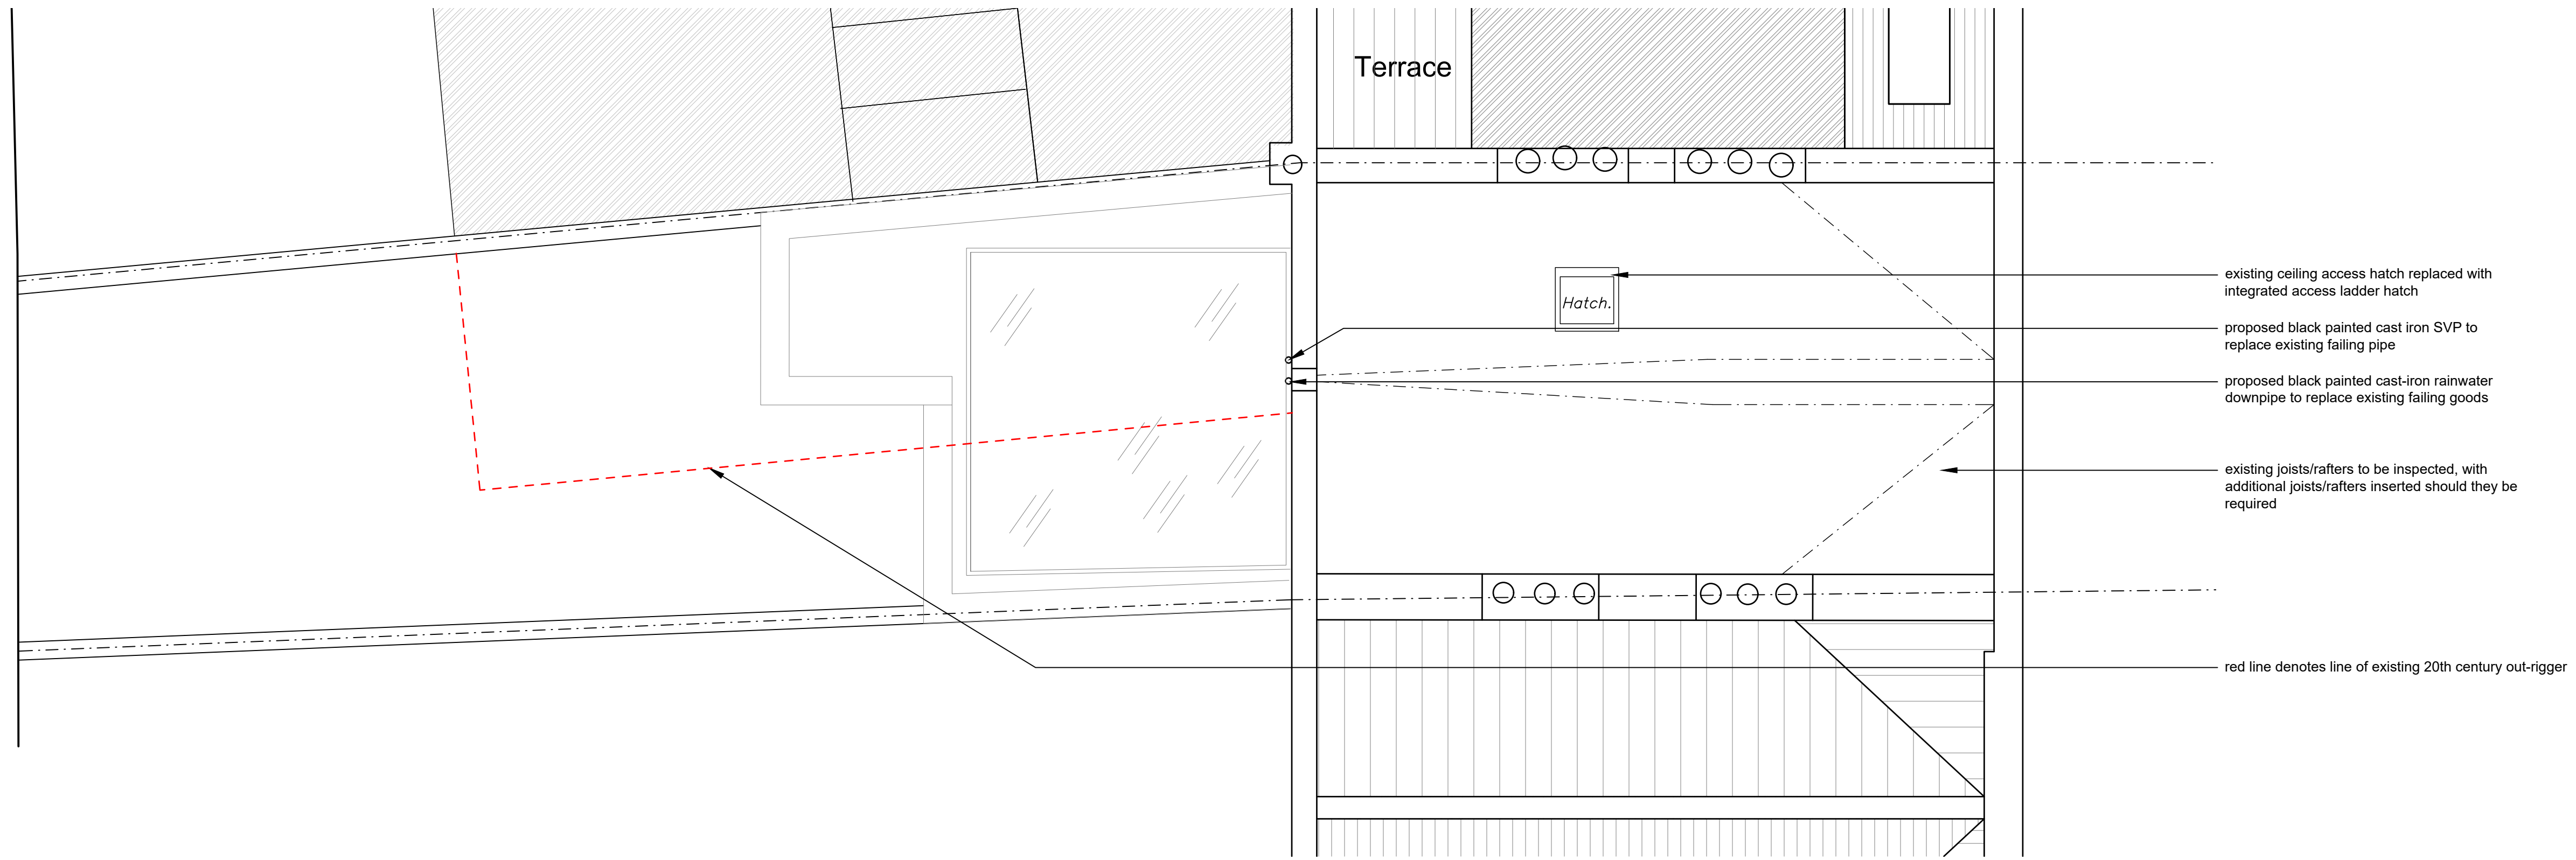 Terrace
Hatch.
existing ceiling access hatch replaced with
integrated access ladder hatch
proposed black painted cast iron SVP to
replace existing failing pipe
proposed black painted cast-iron rainwater
downpipe to replace existing failing goods
existing joists/rafters to be inspected, with
additional joists/rafters inserted should they be
required
red line denotes line of existing 20th century out-rigger